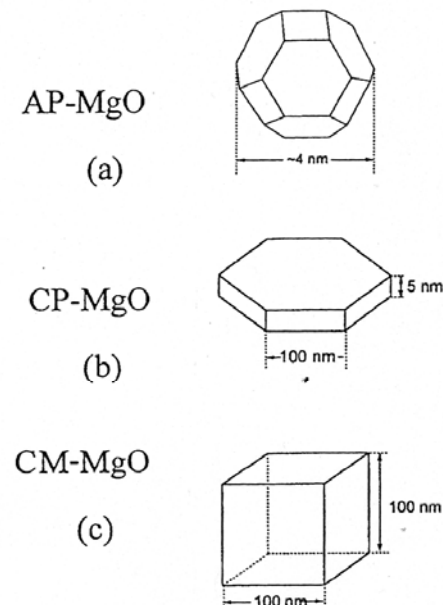 AP-MgO
(a)
~4 nm
CP-MgO
(b)
5 nm
100 nm
CM-MgO
(c)
100 nm
100 nm